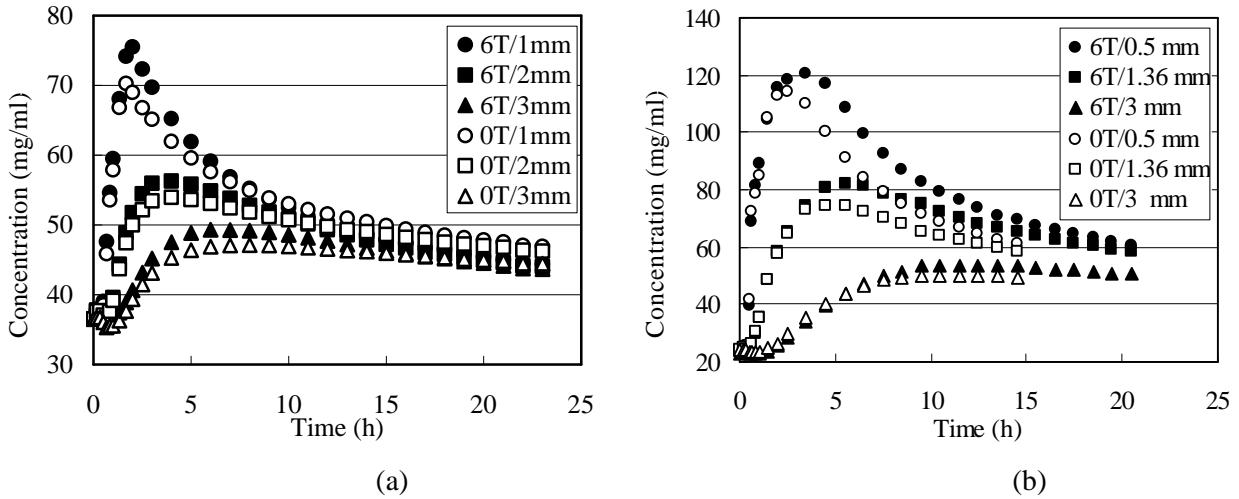 80
70
60
50
40
30
Concentration (mg/ml)
0 5 10 15 20 25
Time (h)
6T/1mm
6T/2mm
6T/3mm
0T/1mm
0T/2mm
0T/3mm
(a)
140
120
100
80
60
40
20
Concentration (mg/ml)
0 5 10 15 20 25
Time (h)
6T/0.5 mm
6T/1.36 mm
6T/3 mm
0T/0.5 mm
0T/1.36 mm
0T/3 mm
(b)